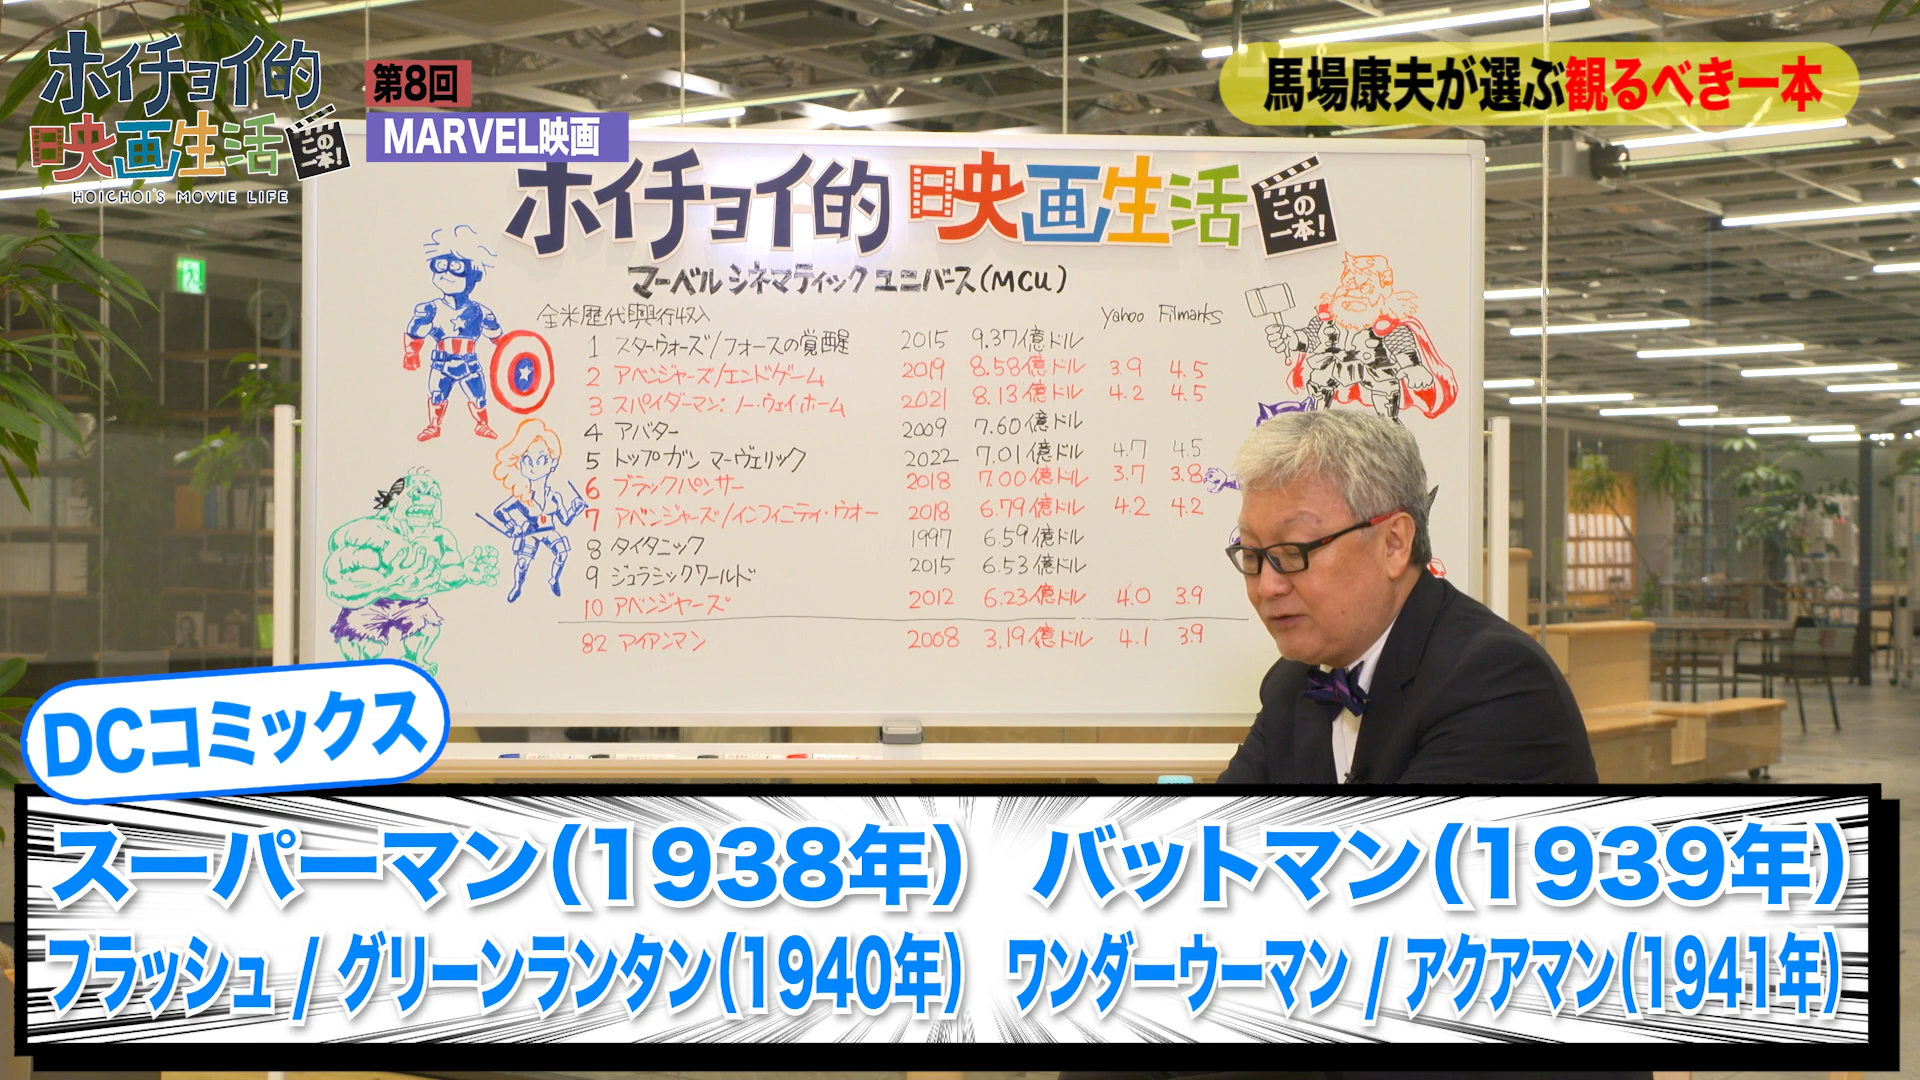 ホイチョイ的
映画生活
この一本!
HOICHOI'S MOVIE LIFE
第8回
MARVEL映画
馬場康夫が選ぶ観るべき一本
ホイチョイ的 映画生活 この一本!
マーベル シネマティック ユニバース(MCU)
全米歴代興行収入 yahoo Filmarks
1 スターウォーズ/フォースの覚醒 2015 9.37億ドル
2 アベンジャーズ/エンドゲーム 2019 8.58億ドル 3.9 4.5
3 スパイダーマン: ノー・ウェイ・ホーム 2021 8.13億ドル 4.2 4.5
4 アバター 2009 7.60億ドル
5 トップガン マーヴェリック 2022 7.01億ドル 4.7 4.5
6 ブラックパンサー 2018 7.00億ドル 3.7 3.8
7 アベンジャーズ/インフィニティ・ウォー 2018 6.79億ドル 4.2 4.2
8 タイタニック 1997 6.59億ドル
9 ジュラシックワールド 2015 6.53億ドル
10 アベンジャーズ 2012 6.23億ドル 4.0 3.9
82 アイアンマン 2008 3.19億ドル 4.1 3.9
DCコミックス
スーパーマン(1938年) バットマン(1939年)
フラッシュ / グリーンランタン(1940年) ワンダーウーマン / アクアマン(1941年)